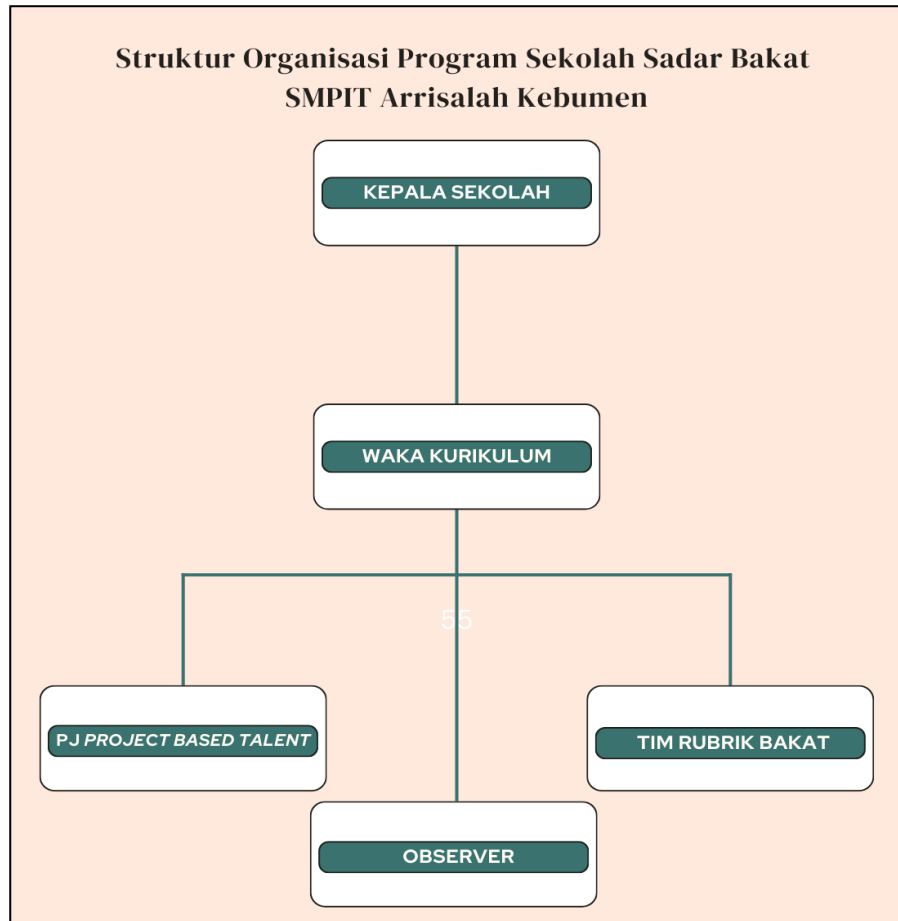 Struktur Organisasi Program Sekolah Sadar Bakat
SMPIT Arrisalah Kebumen
KEPALA SEKOLAH
WAKA KURIKULUM
55
PJ PROJECT BASED TALENT
TIM RUBRIK BAKAT
OBSERVER